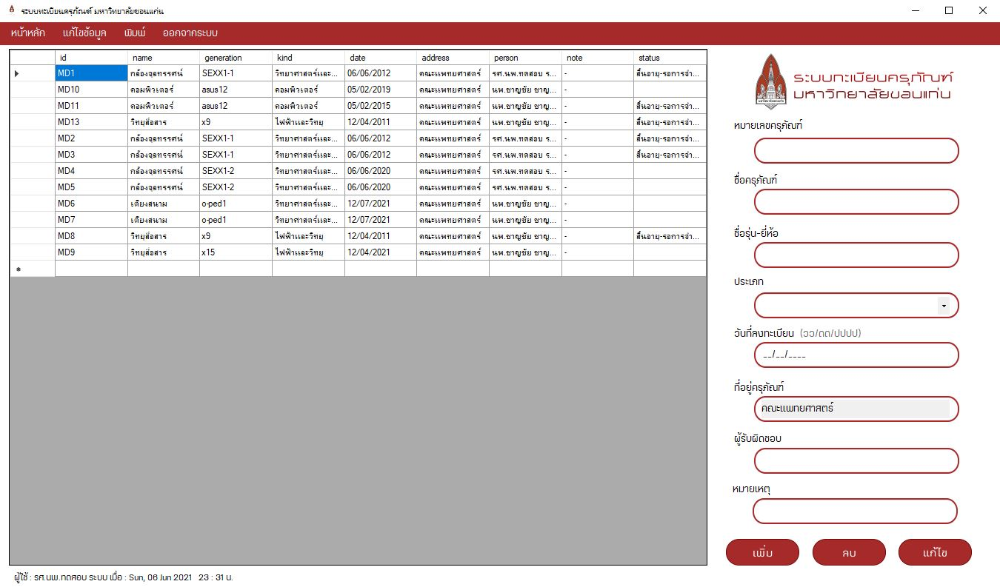 ระบบทะเบียนครุภัณฑ์ มหาวิทยาลัยขอนแก่น
หน้าหลัก แก้ไขข้อมูล พิมพ์ ออกจากระบบ
id name generation kind date address person note status
MD1 กล้องจุลทรรศน์ SEXX1-1 วิทยาศาสตร์และ... 06/06/2012 คณะแพทยศาสตร์ รศ.นพ.ทดสอบ ร... - สิ้นอายุ-รอการจำ...
MD10 คอมพิวเตอร์ asus12 คอมพิวเตอร์ 05/02/2019 คณะแพทยศาสตร์ นพ.ชาญชัย ชาญ... -
MD11 คอมพิวเตอร์ asus12 คอมพิวเตอร์ 05/02/2015 คณะแพทยศาสตร์ นพ.ชาญชัย ชาญ... - สิ้นอายุ-รอการจำ...
MD13 วิทยุสื่อสาร x9 ไฟฟ้าและวิทยุ 12/04/2011 คณะแพทยศาสตร์ นพ.ชาญชัย ชาญ... - สิ้นอายุ-รอการจำ...
MD2 กล้องจุลทรรศน์ SEXX1-1 วิทยาศาสตร์และ... 06/06/2012 คณะแพทยศาสตร์ รศ.นพ.ทดสอบ ร... - สิ้นอายุ-รอการจำ...
MD3 กล้องจุลทรรศน์ SEXX1-1 วิทยาศาสตร์และ... 06/06/2012 คณะแพทยศาสตร์ รศ.นพ.ทดสอบ ร... - สิ้นอายุ-รอการจำ...
MD4 กล้องจุลทรรศน์ SEXX1-2 วิทยาศาสตร์และ... 06/06/2020 คณะแพทยศาสตร์ รศ.นพ.ทดสอบ ร... -
MD5 กล้องจุลทรรศน์ SEXX1-2 วิทยาศาสตร์และ... 06/06/2020 คณะแพทยศาสตร์ รศ.นพ.ทดสอบ ร... -
MD6 เตียงสนาม o-ped1 วิทยาศาสตร์และ... 12/07/2021 คณะแพทยศาสตร์ นพ.ชาญชัย ชาญ... -
MD7 เตียงสนาม o-ped1 วิทยาศาสตร์และ... 12/07/2021 คณะแพทยศาสตร์ นพ.ชาญชัย ชาญ... -
MD8 วิทยุสื่อสาร x9 ไฟฟ้าและวิทยุ 12/04/2011 คณะแพทยศาสตร์ นพ.ชาญชัย ชาญ... - สิ้นอายุ-รอการจำ...
MD9 วิทยุสื่อสาร x15 ไฟฟ้าและวิทยุ 12/04/2021 คณะแพทยศาสตร์ นพ.ชาญชัย ชาญ... -
ระบบทะเบียนครุภัณฑ์
มหาวิทยาลัยขอนแก่น
หมายเลขครุภัณฑ์
ชื่อครุภัณฑ์
ชื่อรุ่น-ยี่ห้อ
ประเภท
วันที่ลงทะเบียน (วว/ดด/ปปปป)
__/__/____
ที่อยู่ครุภัณฑ์
คณะแพทยศาสตร์
ผู้รับผิดชอบ
หมายเหตุ
เพิ่ม ลบ แก้ไข
ผู้ใช้ : รศ.นพ.ทดสอบ ระบบ เมื่อ : Sun, 06 Jun 2021 23 : 31 น.